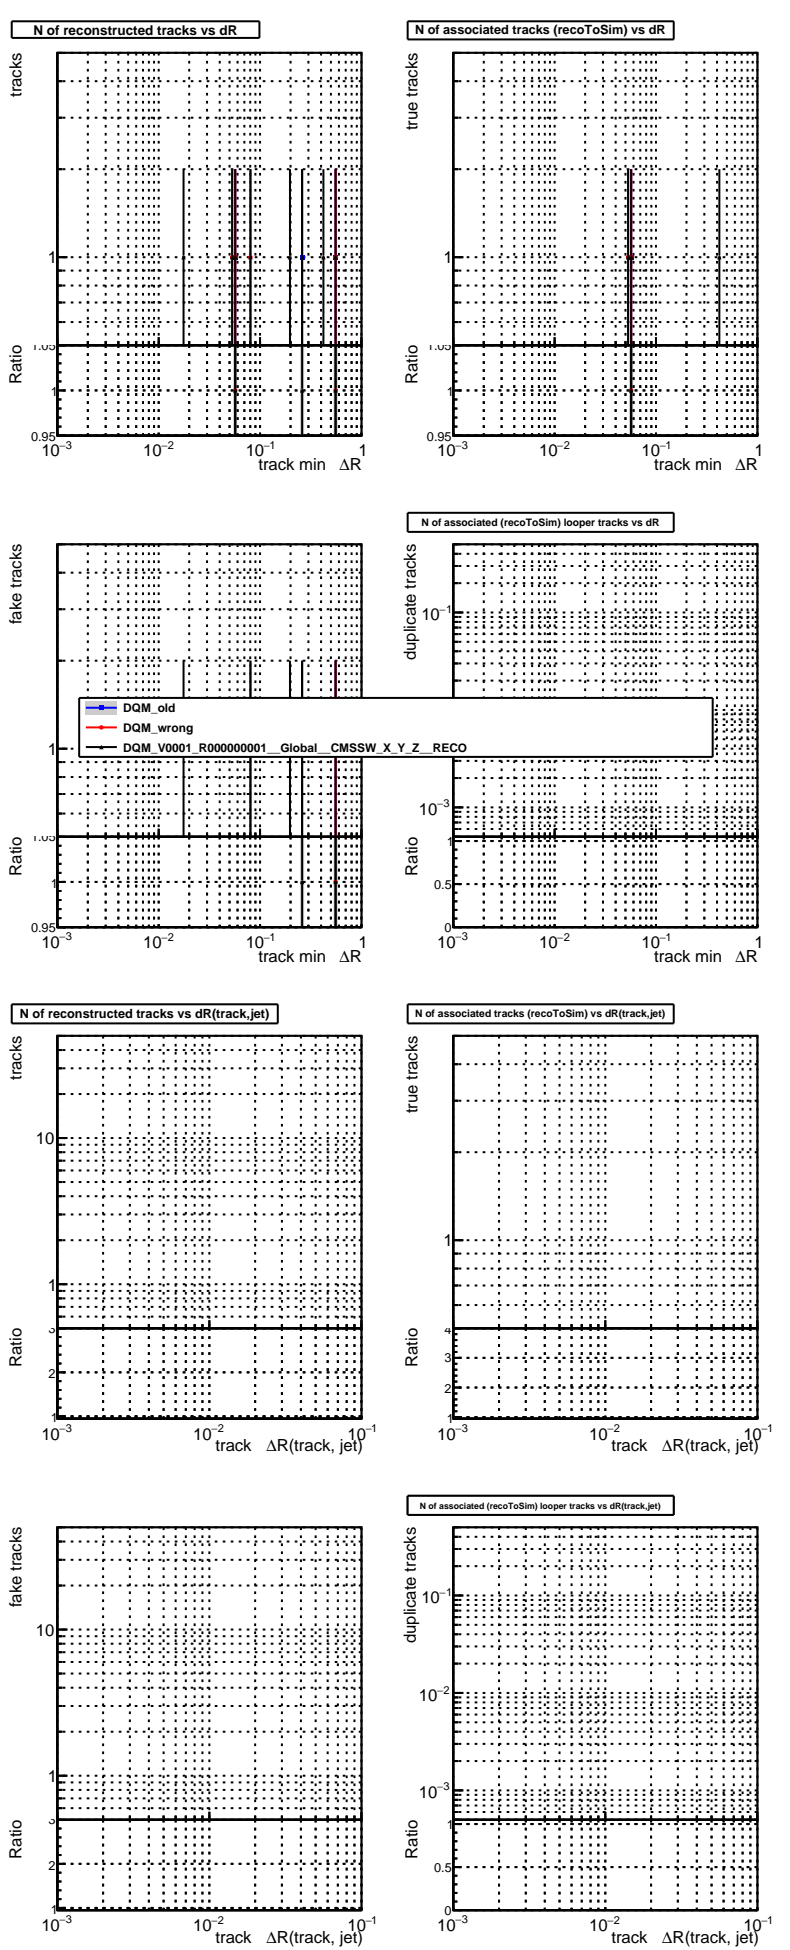 N of reconstructed tracks vs dR
tracks
1
1.05
Ratio
1
0.95
10−3 10−2 10−1 1
track min ΔR
N of associated tracks (recoToSim) vs dR
true tracks
1
1.05
Ratio
1
0.95
10−3 10−2 10−1 1
track min ΔR
fake tracks
1
1.05
Ratio
1
0.95
10−3 10−2 10−1 1
track min ΔR
N of associated (recoToSim) looper tracks vs dR
duplicate tracks
10−1
10−3
1
Ratio
0.5
0
10−3 10−2 10−1 1
track min ΔR
DQM_old
DQM_wrong
DQM_V0001_R000000001__Global__CMSSW_X_Y_Z__RECO
N of reconstructed tracks vs dR(track,jet)
tracks
10
1
3
Ratio
2
1
10−3 10−2 10−1
track ΔR(track, jet)
N of associated tracks (recoToSim) vs dR(track,jet)
true tracks
1
4
Ratio
3
2
1
10−3 10−2 10−1
track ΔR(track, jet)
fake tracks
10
1
3
Ratio
2
1
10−3 10−2 10−1
track ΔR(track, jet)
N of associated (recoToSim) looper tracks vs dR(track,jet)
duplicate tracks
10−1
10−2
10−3
1
Ratio
0.5
0
10−3 10−2 10−1
track ΔR(track, jet)